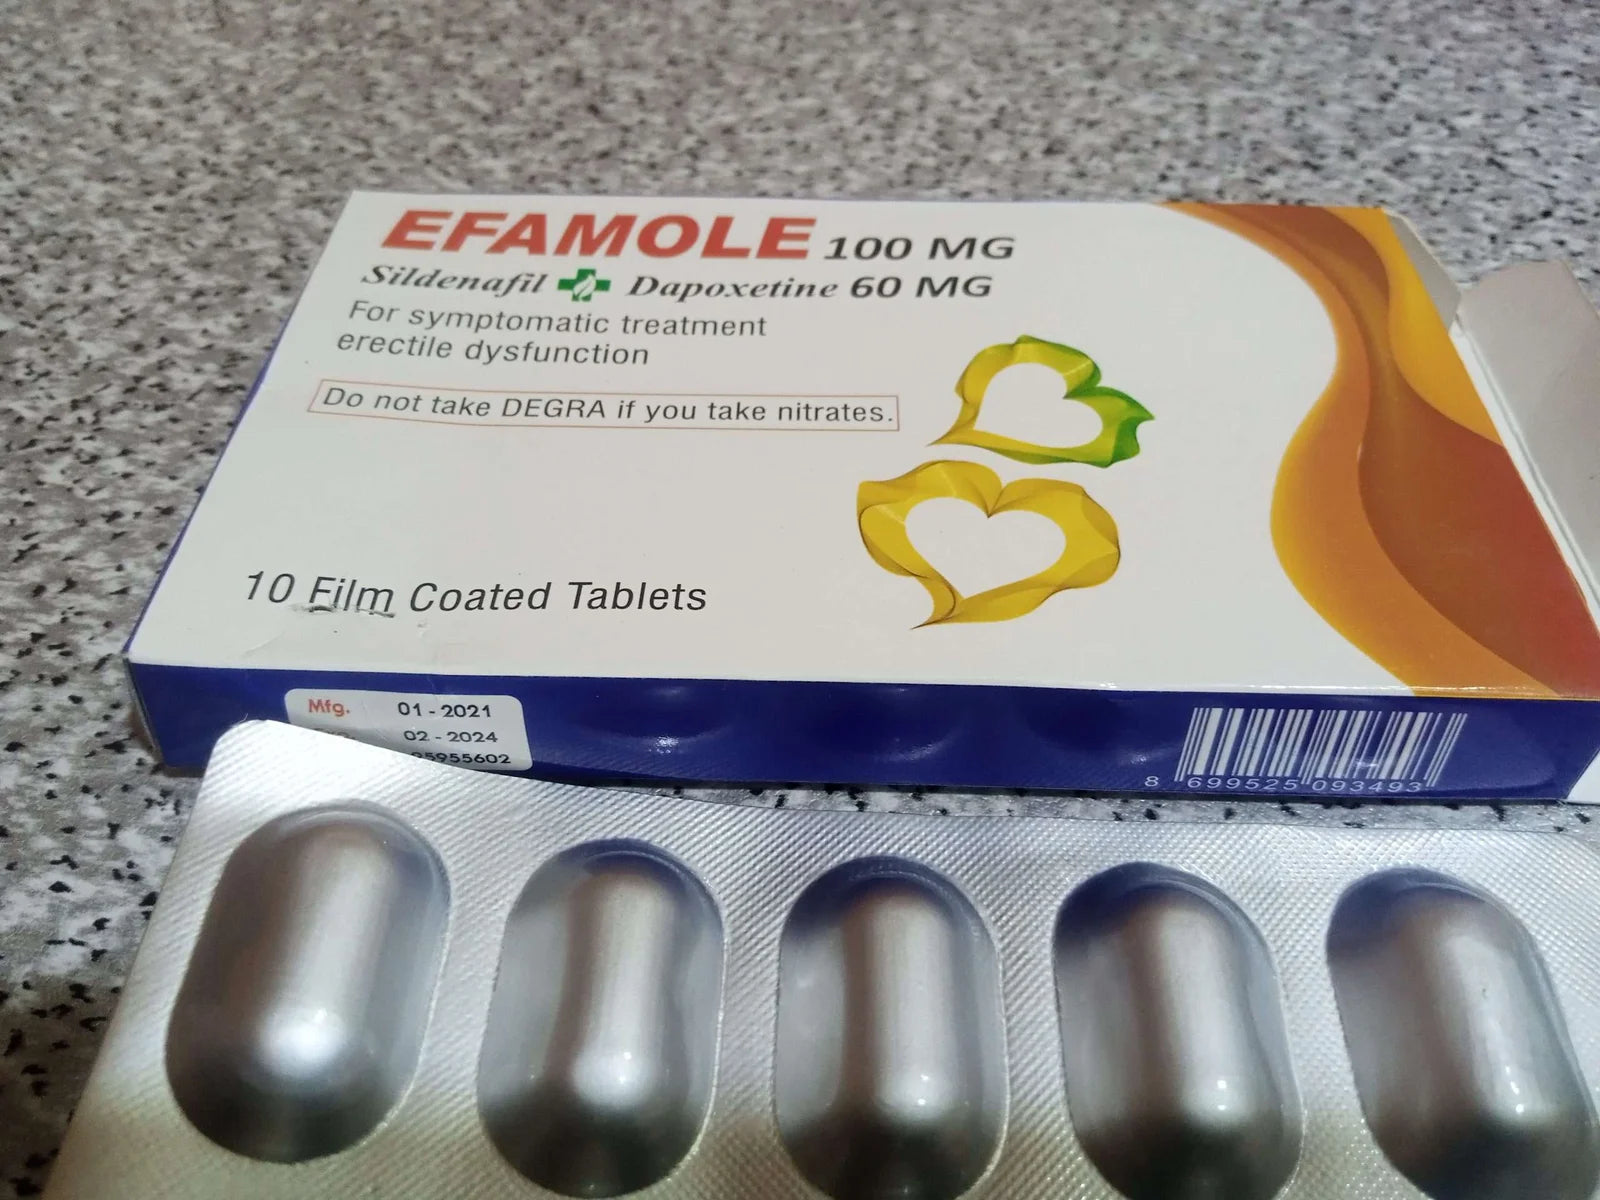 EFAMOLE 100 MG
Sildenafil Dapoxetine 60 MG
For symptomatic treatment
erectile dysfunction
Do not take DEGRA if you take nitrates.
10 Film Coated Tablets
Mfg. 01 - 2021
02 - 2024
5955602
8 699525 093493